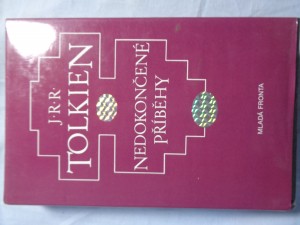 J·R·R·
TOLKIEN
NEDOKONČENÉ
PŘÍBĚHY
MLADÁ FRONTA